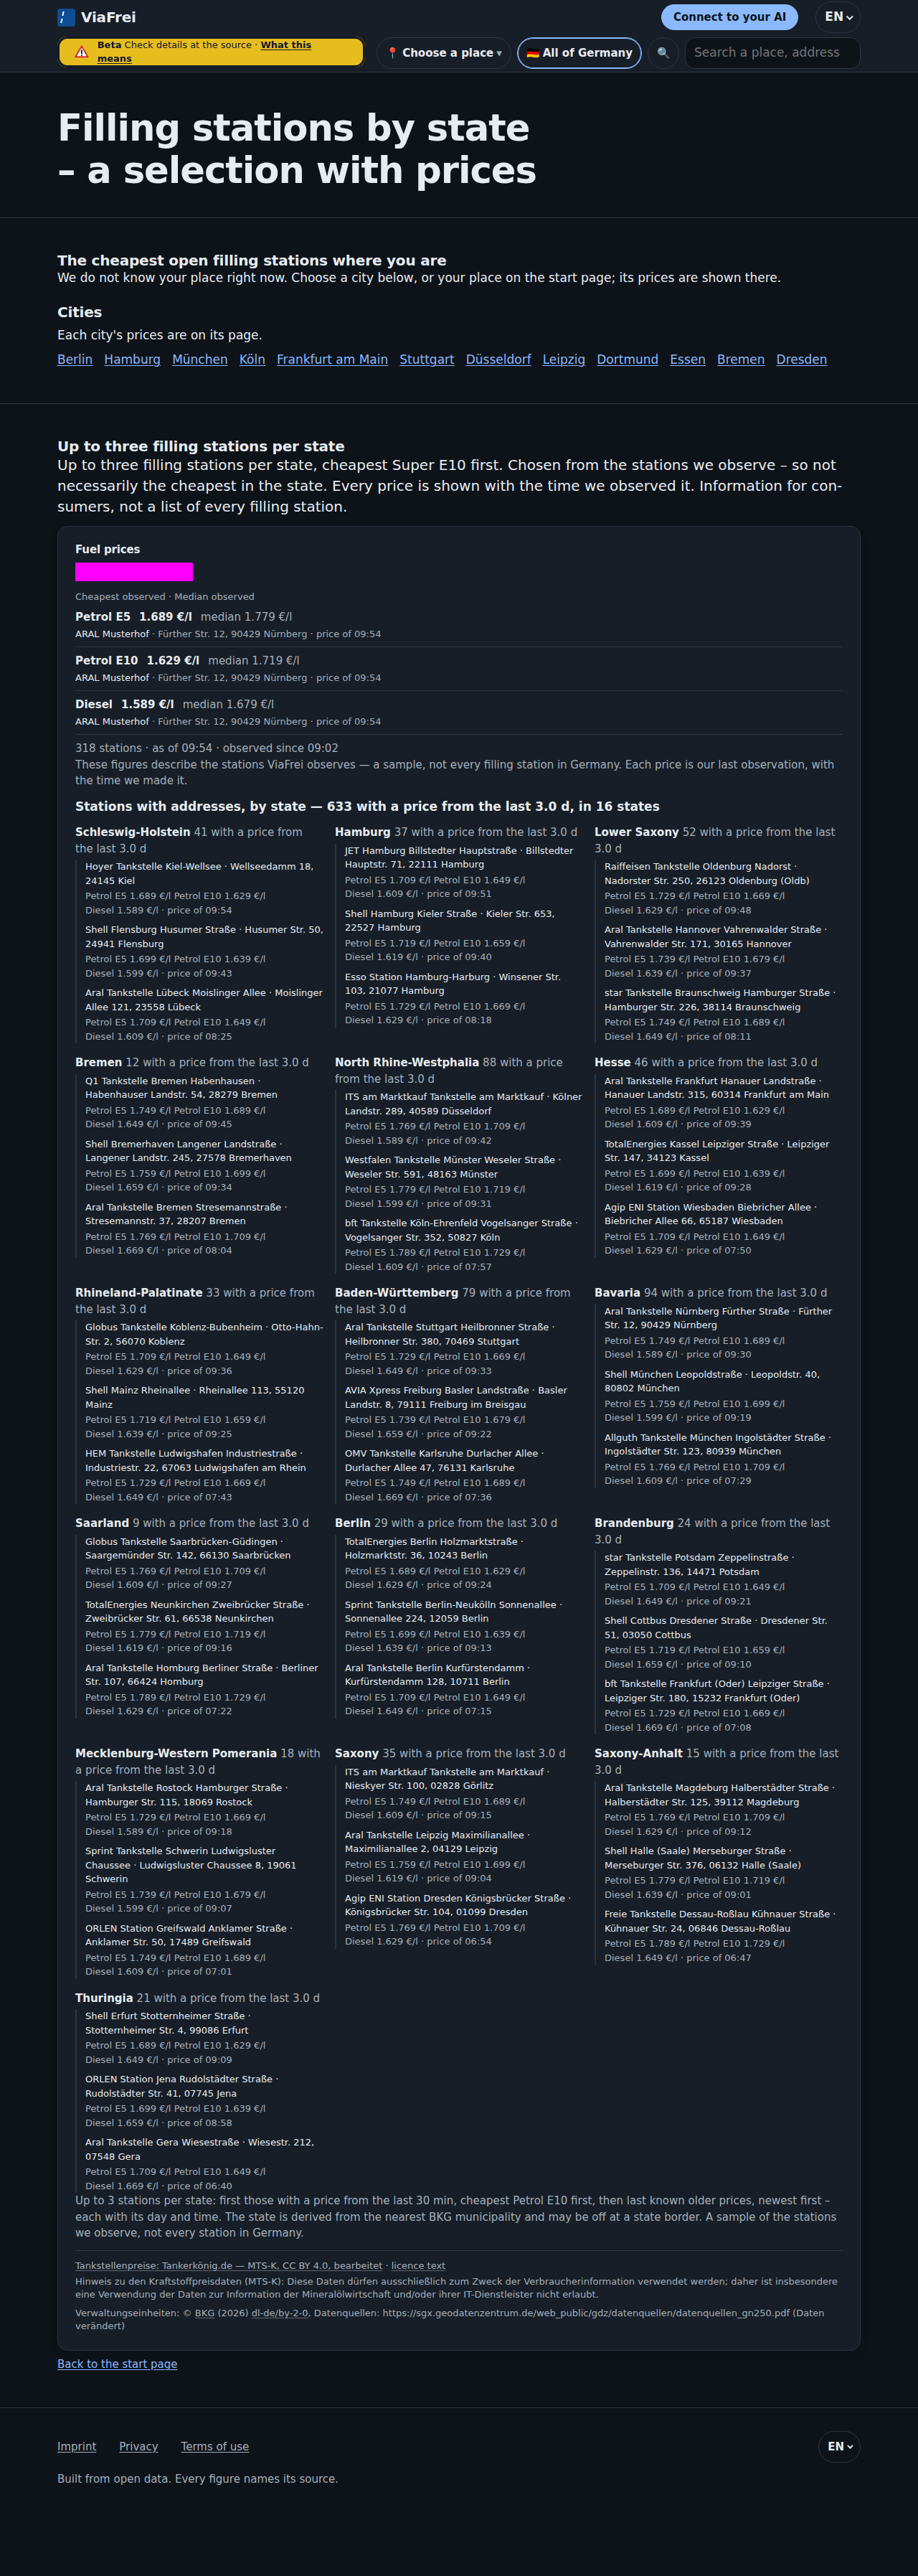 ViaFrei
Connect to your AI
EN
Beta Check details at the source · What this
means
Choose a place
All of Germany
Search a place, address
Filling stations by state
– a selection with prices
The cheapest open filling stations where you are
We do not know your place right now. Choose a city below, or your place on the start page; its prices are shown there.
Cities
Each city's prices are on its page.
Berlin Hamburg München Köln Frankfurt am Main Stuttgart Düsseldorf Leipzig Dortmund Essen Bremen Dresden
Up to three filling stations per state
Up to three filling stations per state, cheapest Super E10 first. Chosen from the stations we observe – so not
necessarily the cheapest in the state. Every price is shown with the time we observed it. Information for con-
sumers, not a list of every filling station.
Fuel prices
Cheapest observed · Median observed
Petrol E5 1.689 €/l median 1.779 €/l
ARAL Musterhof · Fürther Str. 12, 90429 Nürnberg · price of 09:54
Petrol E10 1.629 €/l median 1.719 €/l
ARAL Musterhof · Fürther Str. 12, 90429 Nürnberg · price of 09:54
Diesel 1.589 €/l median 1.679 €/l
ARAL Musterhof · Fürther Str. 12, 90429 Nürnberg · price of 09:54
318 stations · as of 09:54 · observed since 09:02
These figures describe the stations ViaFrei observes — a sample, not every filling station in Germany. Each price is our last observation, with
the time we made it.
Stations with addresses, by state — 633 with a price from the last 3.0 d, in 16 states
Schleswig-Holstein 41 with a price from
the last 3.0 d
Hoyer Tankstelle Kiel-Wellsee · Wellseedamm 18,
24145 Kiel
Petrol E5 1.689 €/l Petrol E10 1.629 €/l
Diesel 1.589 €/l · price of 09:54
Shell Flensburg Husumer Straße · Husumer Str. 50,
24941 Flensburg
Petrol E5 1.699 €/l Petrol E10 1.639 €/l
Diesel 1.599 €/l · price of 09:43
Aral Tankstelle Lübeck Moislinger Allee · Moislinger
Allee 121, 23558 Lübeck
Petrol E5 1.709 €/l Petrol E10 1.649 €/l
Diesel 1.609 €/l · price of 08:25
Hamburg 37 with a price from the last 3.0 d
JET Hamburg Billstedter Hauptstraße · Billstedter
Hauptstr. 71, 22111 Hamburg
Petrol E5 1.709 €/l Petrol E10 1.649 €/l
Diesel 1.609 €/l · price of 09:51
Shell Hamburg Kieler Straße · Kieler Str. 653,
22527 Hamburg
Petrol E5 1.719 €/l Petrol E10 1.659 €/l
Diesel 1.619 €/l · price of 09:40
Esso Station Hamburg-Harburg · Winsener Str.
103, 21077 Hamburg
Petrol E5 1.729 €/l Petrol E10 1.669 €/l
Diesel 1.629 €/l · price of 08:18
Lower Saxony 52 with a price from the last
3.0 d
Raiffeisen Tankstelle Oldenburg Nadorst ·
Nadorster Str. 250, 26123 Oldenburg (Oldb)
Petrol E5 1.729 €/l Petrol E10 1.669 €/l
Diesel 1.629 €/l · price of 09:48
Aral Tankstelle Hannover Vahrenwalder Straße ·
Vahrenwalder Str. 171, 30165 Hannover
Petrol E5 1.739 €/l Petrol E10 1.679 €/l
Diesel 1.639 €/l · price of 09:37
star Tankstelle Braunschweig Hamburger Straße ·
Hamburger Str. 226, 38114 Braunschweig
Petrol E5 1.749 €/l Petrol E10 1.689 €/l
Diesel 1.649 €/l · price of 08:11
Bremen 12 with a price from the last 3.0 d
Q1 Tankstelle Bremen Habenhausen ·
Habenhauser Landstr. 54, 28279 Bremen
Petrol E5 1.749 €/l Petrol E10 1.689 €/l
Diesel 1.649 €/l · price of 09:45
Shell Bremerhaven Langener Landstraße ·
Langener Landstr. 245, 27578 Bremerhaven
Petrol E5 1.759 €/l Petrol E10 1.699 €/l
Diesel 1.659 €/l · price of 09:34
Aral Tankstelle Bremen Stresemannstraße ·
Stresemannstr. 37, 28207 Bremen
Petrol E5 1.769 €/l Petrol E10 1.709 €/l
Diesel 1.669 €/l · price of 08:04
North Rhine-Westphalia 88 with a price
from the last 3.0 d
ITS am Marktkauf Tankstelle am Marktkauf · Kölner
Landstr. 289, 40589 Düsseldorf
Petrol E5 1.769 €/l Petrol E10 1.709 €/l
Diesel 1.589 €/l · price of 09:42
Westfalen Tankstelle Münster Weseler Straße ·
Weseler Str. 591, 48163 Münster
Petrol E5 1.779 €/l Petrol E10 1.719 €/l
Diesel 1.599 €/l · price of 09:31
bft Tankstelle Köln-Ehrenfeld Vogelsanger Straße ·
Vogelsanger Str. 352, 50827 Köln
Petrol E5 1.789 €/l Petrol E10 1.729 €/l
Diesel 1.609 €/l · price of 07:57
Hesse 46 with a price from the last 3.0 d
Aral Tankstelle Frankfurt Hanauer Landstraße ·
Hanauer Landstr. 315, 60314 Frankfurt am Main
Petrol E5 1.689 €/l Petrol E10 1.629 €/l
Diesel 1.609 €/l · price of 09:39
TotalEnergies Kassel Leipziger Straße · Leipziger
Str. 147, 34123 Kassel
Petrol E5 1.699 €/l Petrol E10 1.639 €/l
Diesel 1.619 €/l · price of 09:28
Agip ENI Station Wiesbaden Biebricher Allee ·
Biebricher Allee 66, 65187 Wiesbaden
Petrol E5 1.709 €/l Petrol E10 1.649 €/l
Diesel 1.629 €/l · price of 07:50
Rhineland-Palatinate 33 with a price from
the last 3.0 d
Globus Tankstelle Koblenz-Bubenheim · Otto-Hahn-
Str. 2, 56070 Koblenz
Petrol E5 1.709 €/l Petrol E10 1.649 €/l
Diesel 1.629 €/l · price of 09:36
Shell Mainz Rheinallee · Rheinallee 113, 55120
Mainz
Petrol E5 1.719 €/l Petrol E10 1.659 €/l
Diesel 1.639 €/l · price of 09:25
HEM Tankstelle Ludwigshafen Industriestraße ·
Industriestr. 22, 67063 Ludwigshafen am Rhein
Petrol E5 1.729 €/l Petrol E10 1.669 €/l
Diesel 1.649 €/l · price of 07:43
Baden-Württemberg 79 with a price from
the last 3.0 d
Aral Tankstelle Stuttgart Heilbronner Straße ·
Heilbronner Str. 380, 70469 Stuttgart
Petrol E5 1.729 €/l Petrol E10 1.669 €/l
Diesel 1.649 €/l · price of 09:33
AVIA Xpress Freiburg Basler Landstraße · Basler
Landstr. 8, 79111 Freiburg im Breisgau
Petrol E5 1.739 €/l Petrol E10 1.679 €/l
Diesel 1.659 €/l · price of 09:22
OMV Tankstelle Karlsruhe Durlacher Allee ·
Durlacher Allee 47, 76131 Karlsruhe
Petrol E5 1.749 €/l Petrol E10 1.689 €/l
Diesel 1.669 €/l · price of 07:36
Bavaria 94 with a price from the last 3.0 d
Aral Tankstelle Nürnberg Fürther Straße · Fürther
Str. 12, 90429 Nürnberg
Petrol E5 1.749 €/l Petrol E10 1.689 €/l
Diesel 1.589 €/l · price of 09:30
Shell München Leopoldstraße · Leopoldstr. 40,
80802 München
Petrol E5 1.759 €/l Petrol E10 1.699 €/l
Diesel 1.599 €/l · price of 09:19
Allguth Tankstelle München Ingolstädter Straße ·
Ingolstädter Str. 123, 80939 München
Petrol E5 1.769 €/l Petrol E10 1.709 €/l
Diesel 1.609 €/l · price of 07:29
Saarland 9 with a price from the last 3.0 d
Globus Tankstelle Saarbrücken-Güdingen ·
Saargemünder Str. 142, 66130 Saarbrücken
Petrol E5 1.769 €/l Petrol E10 1.709 €/l
Diesel 1.609 €/l · price of 09:27
TotalEnergies Neunkirchen Zweibrücker Straße ·
Zweibrücker Str. 61, 66538 Neunkirchen
Petrol E5 1.779 €/l Petrol E10 1.719 €/l
Diesel 1.619 €/l · price of 09:16
Aral Tankstelle Homburg Berliner Straße · Berliner
Str. 107, 66424 Homburg
Petrol E5 1.789 €/l Petrol E10 1.729 €/l
Diesel 1.629 €/l · price of 07:22
Berlin 29 with a price from the last 3.0 d
TotalEnergies Berlin Holzmarktstraße ·
Holzmarktstr. 36, 10243 Berlin
Petrol E5 1.689 €/l Petrol E10 1.629 €/l
Diesel 1.629 €/l · price of 09:24
Sprint Tankstelle Berlin-Neukölln Sonnenallee ·
Sonnenallee 224, 12059 Berlin
Petrol E5 1.699 €/l Petrol E10 1.639 €/l
Diesel 1.639 €/l · price of 09:13
Aral Tankstelle Berlin Kurfürstendamm ·
Kurfürstendamm 128, 10711 Berlin
Petrol E5 1.709 €/l Petrol E10 1.649 €/l
Diesel 1.649 €/l · price of 07:15
Brandenburg 24 with a price from the last
3.0 d
star Tankstelle Potsdam Zeppelinstraße ·
Zeppelinstr. 136, 14471 Potsdam
Petrol E5 1.709 €/l Petrol E10 1.649 €/l
Diesel 1.649 €/l · price of 09:21
Shell Cottbus Dresdener Straße · Dresdener Str.
51, 03050 Cottbus
Petrol E5 1.719 €/l Petrol E10 1.659 €/l
Diesel 1.659 €/l · price of 09:10
bft Tankstelle Frankfurt (Oder) Leipziger Straße ·
Leipziger Str. 180, 15232 Frankfurt (Oder)
Petrol E5 1.729 €/l Petrol E10 1.669 €/l
Diesel 1.669 €/l · price of 07:08
Mecklenburg-Western Pomerania 18 with
a price from the last 3.0 d
Aral Tankstelle Rostock Hamburger Straße ·
Hamburger Str. 115, 18069 Rostock
Petrol E5 1.729 €/l Petrol E10 1.669 €/l
Diesel 1.589 €/l · price of 09:18
Sprint Tankstelle Schwerin Ludwigsluster
Chaussee · Ludwigsluster Chaussee 8, 19061
Schwerin
Petrol E5 1.739 €/l Petrol E10 1.679 €/l
Diesel 1.599 €/l · price of 09:07
ORLEN Station Greifswald Anklamer Straße ·
Anklamer Str. 50, 17489 Greifswald
Petrol E5 1.749 €/l Petrol E10 1.689 €/l
Diesel 1.609 €/l · price of 07:01
Saxony 35 with a price from the last 3.0 d
ITS am Marktkauf Tankstelle am Marktkauf ·
Nieskyer Str. 100, 02828 Görlitz
Petrol E5 1.749 €/l Petrol E10 1.689 €/l
Diesel 1.609 €/l · price of 09:15
Aral Tankstelle Leipzig Maximilianallee ·
Maximilianallee 2, 04129 Leipzig
Petrol E5 1.759 €/l Petrol E10 1.699 €/l
Diesel 1.619 €/l · price of 09:04
Agip ENI Station Dresden Königsbrücker Straße ·
Königsbrücker Str. 104, 01099 Dresden
Petrol E5 1.769 €/l Petrol E10 1.709 €/l
Diesel 1.629 €/l · price of 06:54
Saxony-Anhalt 15 with a price from the last
3.0 d
Aral Tankstelle Magdeburg Halberstädter Straße ·
Halberstädter Str. 125, 39112 Magdeburg
Petrol E5 1.769 €/l Petrol E10 1.709 €/l
Diesel 1.629 €/l · price of 09:12
Shell Halle (Saale) Merseburger Straße ·
Merseburger Str. 376, 06132 Halle (Saale)
Petrol E5 1.779 €/l Petrol E10 1.719 €/l
Diesel 1.639 €/l · price of 09:01
Freie Tankstelle Dessau-Roßlau Kühnauer Straße ·
Kühnauer Str. 24, 06846 Dessau-Roßlau
Petrol E5 1.789 €/l Petrol E10 1.729 €/l
Diesel 1.649 €/l · price of 06:47
Thuringia 21 with a price from the last 3.0 d
Shell Erfurt Stotternheimer Straße ·
Stotternheimer Str. 4, 99086 Erfurt
Petrol E5 1.689 €/l Petrol E10 1.629 €/l
Diesel 1.649 €/l · price of 09:09
ORLEN Station Jena Rudolstädter Straße ·
Rudolstädter Str. 41, 07745 Jena
Petrol E5 1.699 €/l Petrol E10 1.639 €/l
Diesel 1.659 €/l · price of 08:58
Aral Tankstelle Gera Wiesestraße · Wiesestr. 212,
07548 Gera
Petrol E5 1.709 €/l Petrol E10 1.649 €/l
Diesel 1.669 €/l · price of 06:40
Up to 3 stations per state: first those with a price from the last 30 min, cheapest Petrol E10 first, then last known older prices, newest first –
each with its day and time. The state is derived from the nearest BKG municipality and may be off at a state border. A sample of the stations
we observe, not every station in Germany.
Tankstellenpreise: Tankerkönig.de — MTS-K, CC BY 4.0, bearbeitet · licence text
Hinweis zu den Kraftstoffpreisdaten (MTS-K): Diese Daten dürfen ausschließlich zum Zweck der Verbraucherinformation verwendet werden; daher ist insbesondere
eine Verwendung der Daten zur Information der Mineralölwirtschaft und/oder ihrer IT-Dienstleister nicht erlaubt.
Verwaltungseinheiten: © BKG (2026) dl-de/by-2-0, Datenquellen: https://sgx.geodatenzentrum.de/web_public/gdz/datenquellen/datenquellen_gn250.pdf (Daten
verändert)
Back to the start page
Imprint Privacy Terms of use
EN
Built from open data. Every figure names its source.